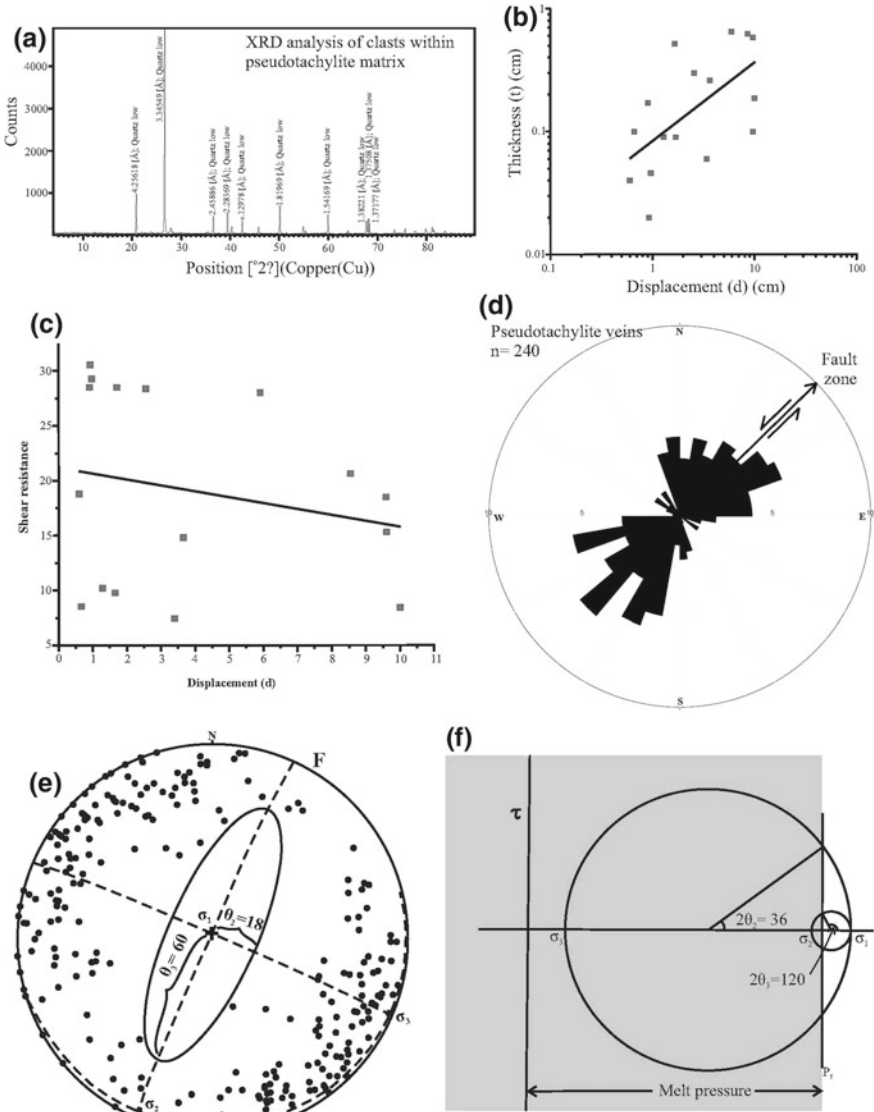 (a)
XRD analysis of clasts within
pseudotachylite matrix
Counts
4000
3000
2000
1000
4.25618 [Å]; Quartz low
3.34549 [Å]; Quartz low
2.45886 [Å]; Quartz low
2.28369 [Å]; Quartz low
2.12978 [Å]; Quartz low
1.81969 [Å]; Quartz low
1.54169 [Å]; Quartz low
1.38221 [Å]; Quartz low
1.37508 [Å]; Quartz low
1.37177 [Å]; Quartz low
10 20 30 40 50 60 70 80
Position [°2?](Copper(Cu))
(b)
Thickness (t) (cm)
1
0.1
0.01
0.1 1 10 100
Displacement (d) (cm)
(c)
Shear resistance
30
25
20
15
10
5
0 1 2 3 4 5 6 7 8 9 10 11
Displacement (d)
(d)
Pseudotachylite veins
n= 240
N
Fault
zone
W 5 5 E
S
(e)
N
F
σ1
θ2=18
θ3= 60
σ3
σ2
(f)
τ
2θ2= 36
σ3 σ2 σ1
2θ3=120
Pf
Melt pressure